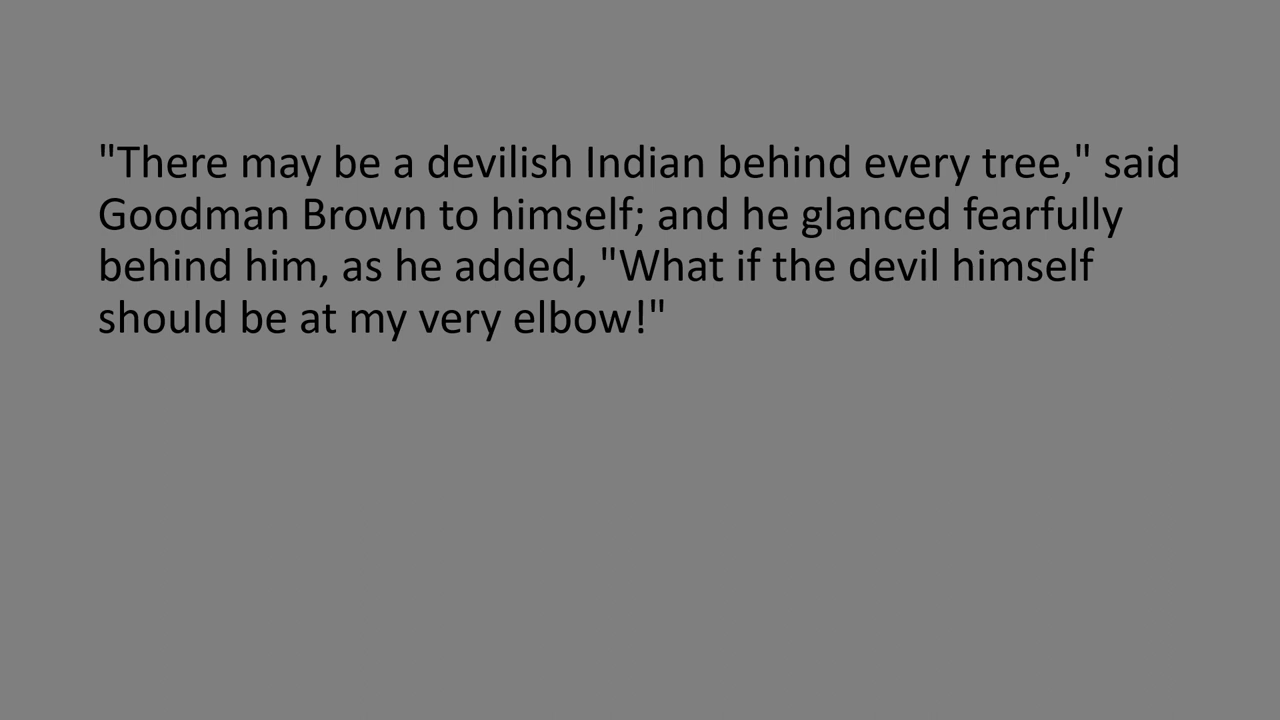 "There may be a devilish Indian behind every tree," said
Goodman Brown to himself; and he glanced fearfully
behind him, as he added, "What if the devil himself
should be at my very elbow!"